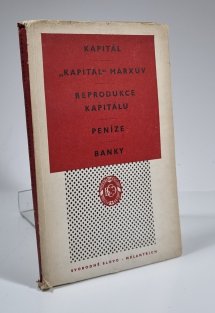 KAPITÁL
„KAPITÁL“ MARXŮV
REPRODUKCE
KAPITÁLU
PENÍZE
BANKY
SVOBODNÉ SLOVO - MELANTRICH